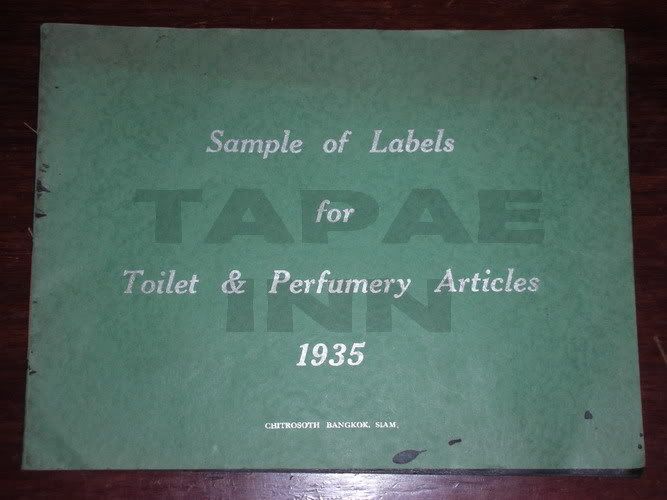 Sample of Labels
TAPAE
for
Toilet & Perfumery Articles
INN
1935
CHITROSOTH BANGKOK, SIAM.